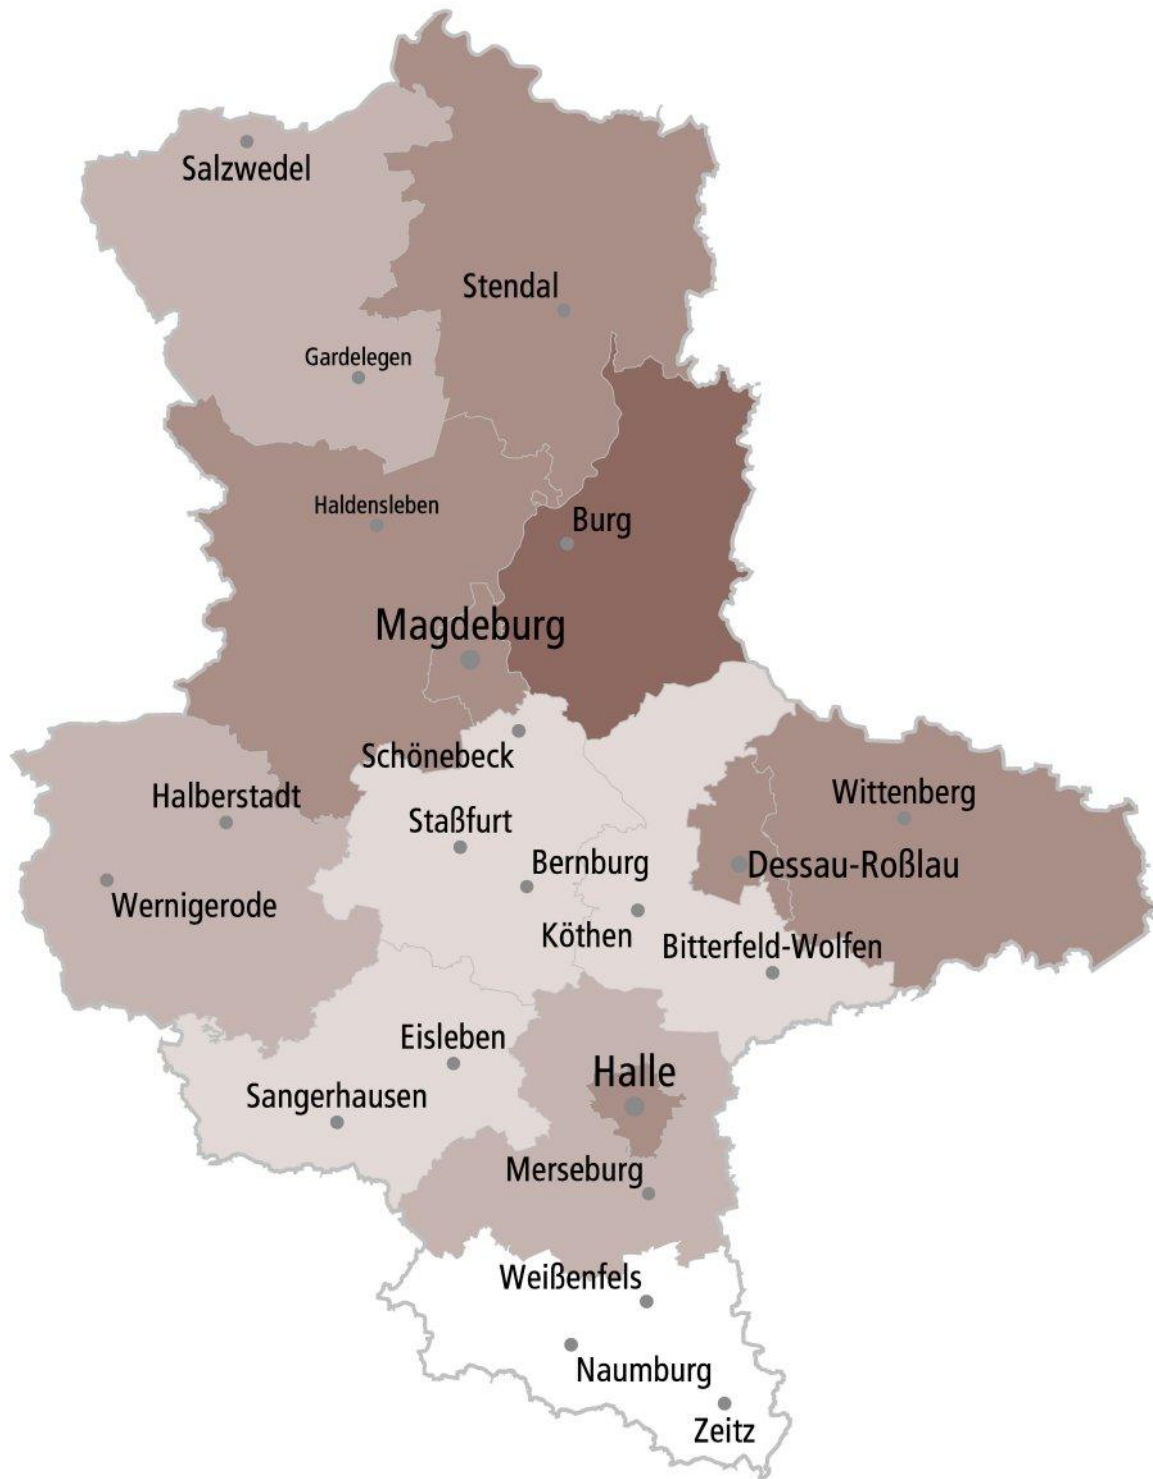 Salzwedel
Stendal
Gardelegen
Haldensleben
Burg
Magdeburg
Schönebeck
Halberstadt
Wittenberg
Staßfurt
Bernburg
Dessau-Roßlau
Wernigerode
Köthen
Bitterfeld-Wolfen
Eisleben
Halle
Sangerhausen
Merseburg
Weißenfels
Naumburg
Zeitz